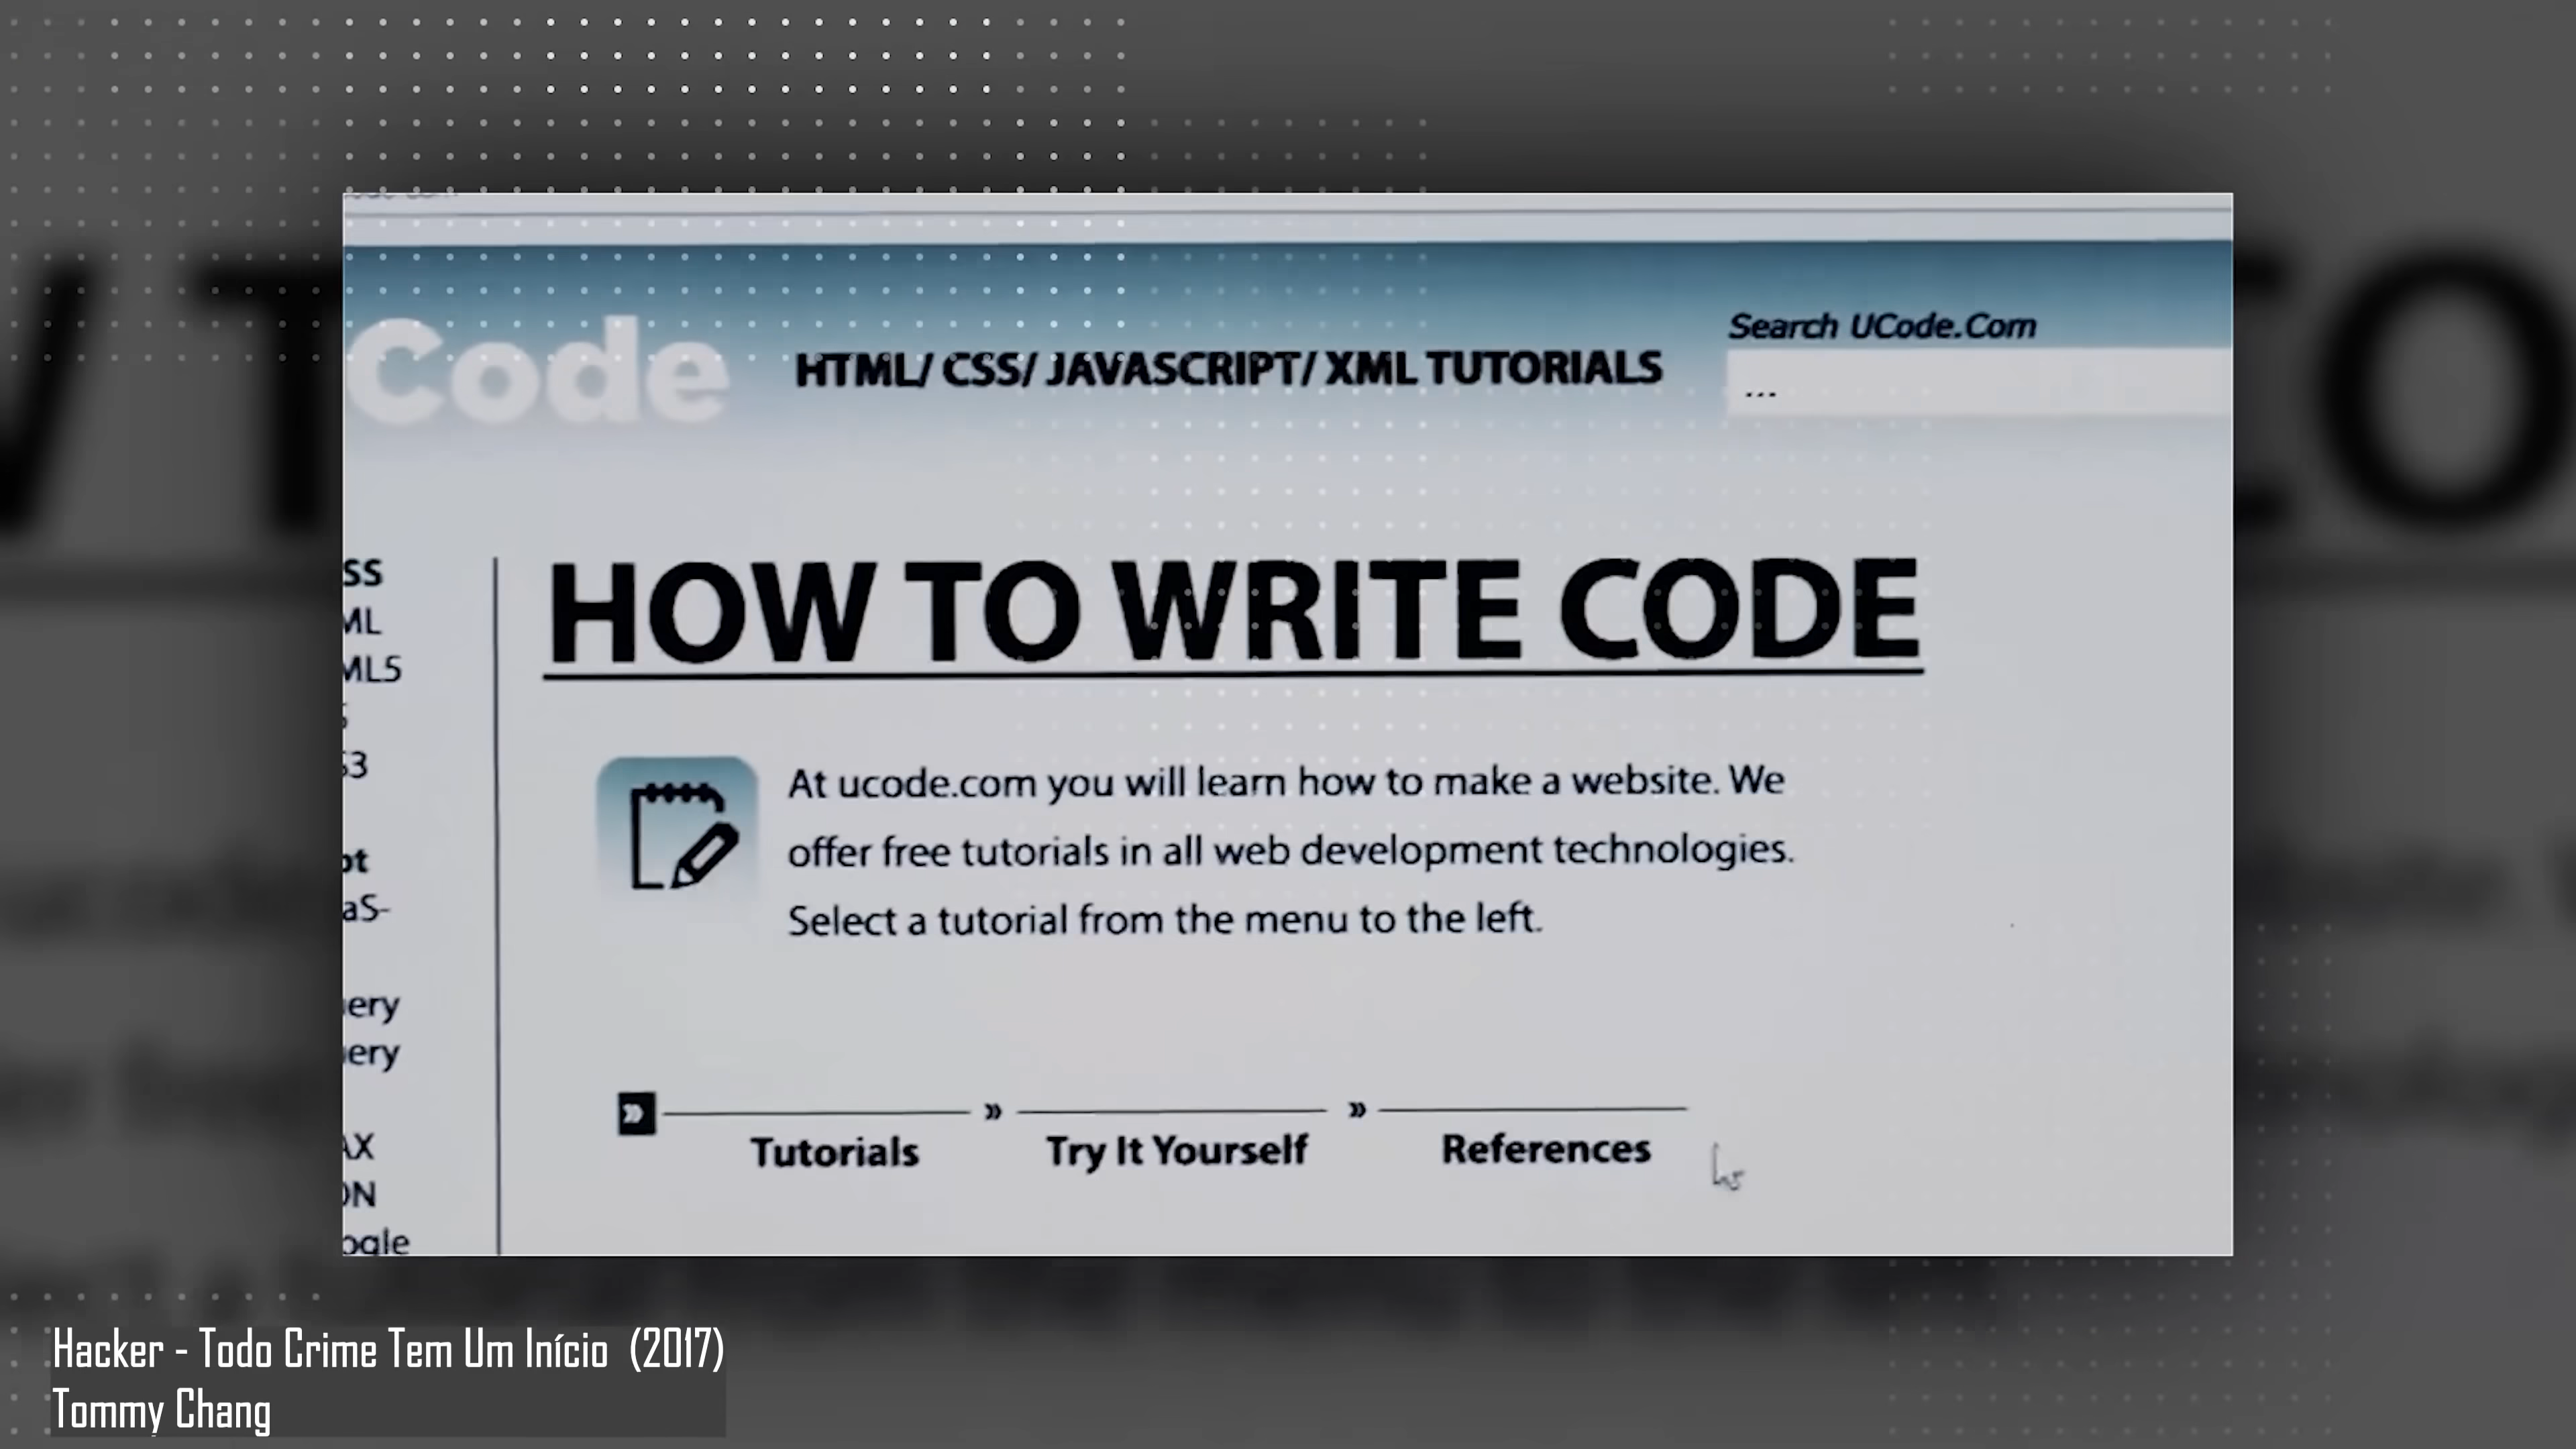 Code
HTML/ CSS/ JAVASCRIPT/ XML TUTORIALS
Search UCode.Com
...
HOW TO WRITE CODE
At ucode.com you will learn how to make a website. We
offer free tutorials in all web development technologies.
Select a tutorial from the menu to the left.
» » »
Tutorials Try It Yourself References
Hacker - Todo Crime Tem Um Início (2017)
Tommy Chang